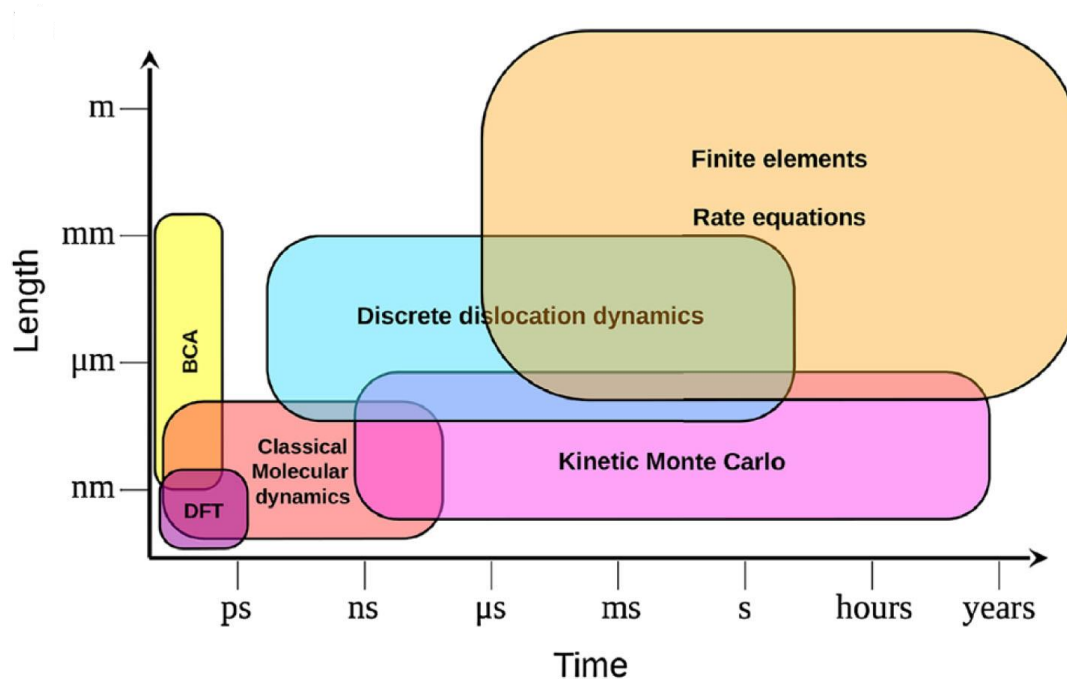 m
Finite elements
Rate equations
mm
Length
Discrete dislocation dynamics
BCA
μm
Classical
Molecular
dynamics
Kinetic Monte Carlo
nm
DFT
ps
ns
μs
ms
s
hours
years
Time